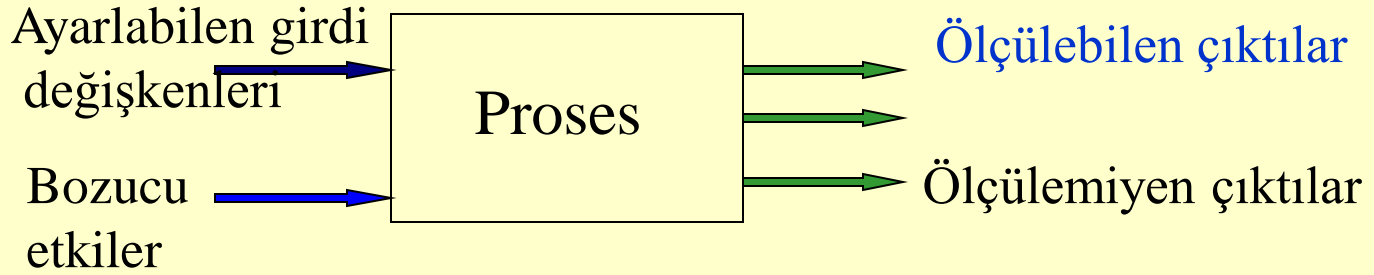 Ayarlabilen girdi
değişkenleri
Bozucu
etkiler
Proses
Ölçülebilen çıktılar
Ölçülemiyen çıktılar